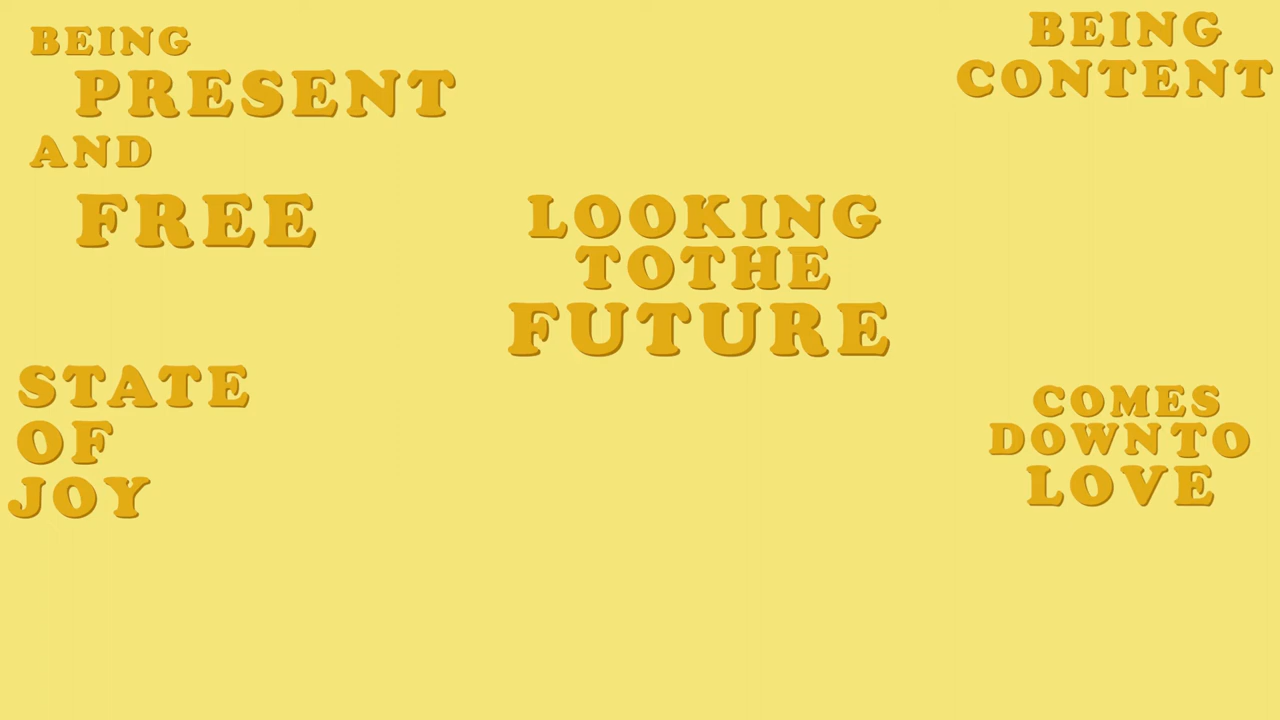 BEING
PRESENT
AND
FREE
BEING
CONTENT
LOOKING
TOTHE
FUTURE
STATE
OF
JOY
COMES
DOWNTO
LOVE